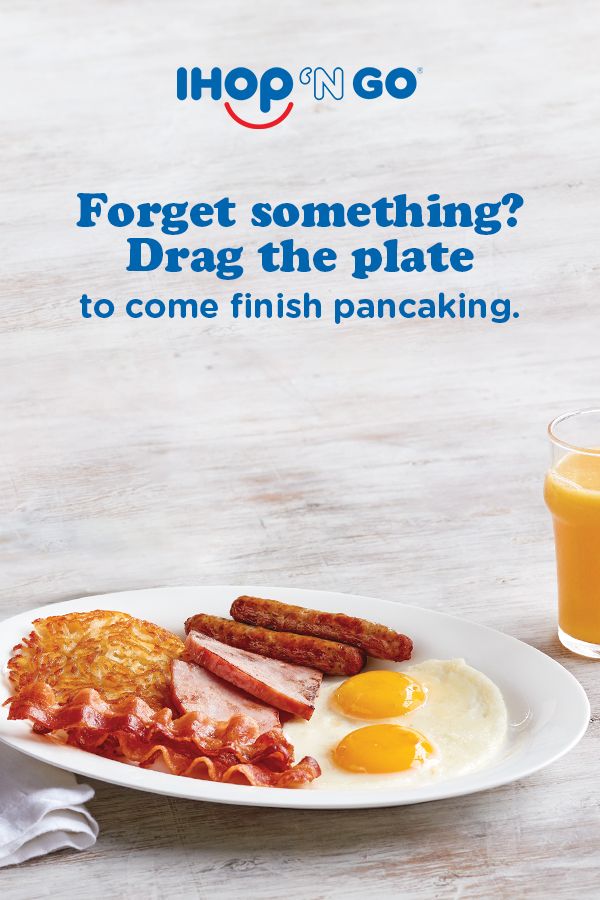 IHOP 'N GO®
Forget something?
Drag the plate
to come finish pancaking.